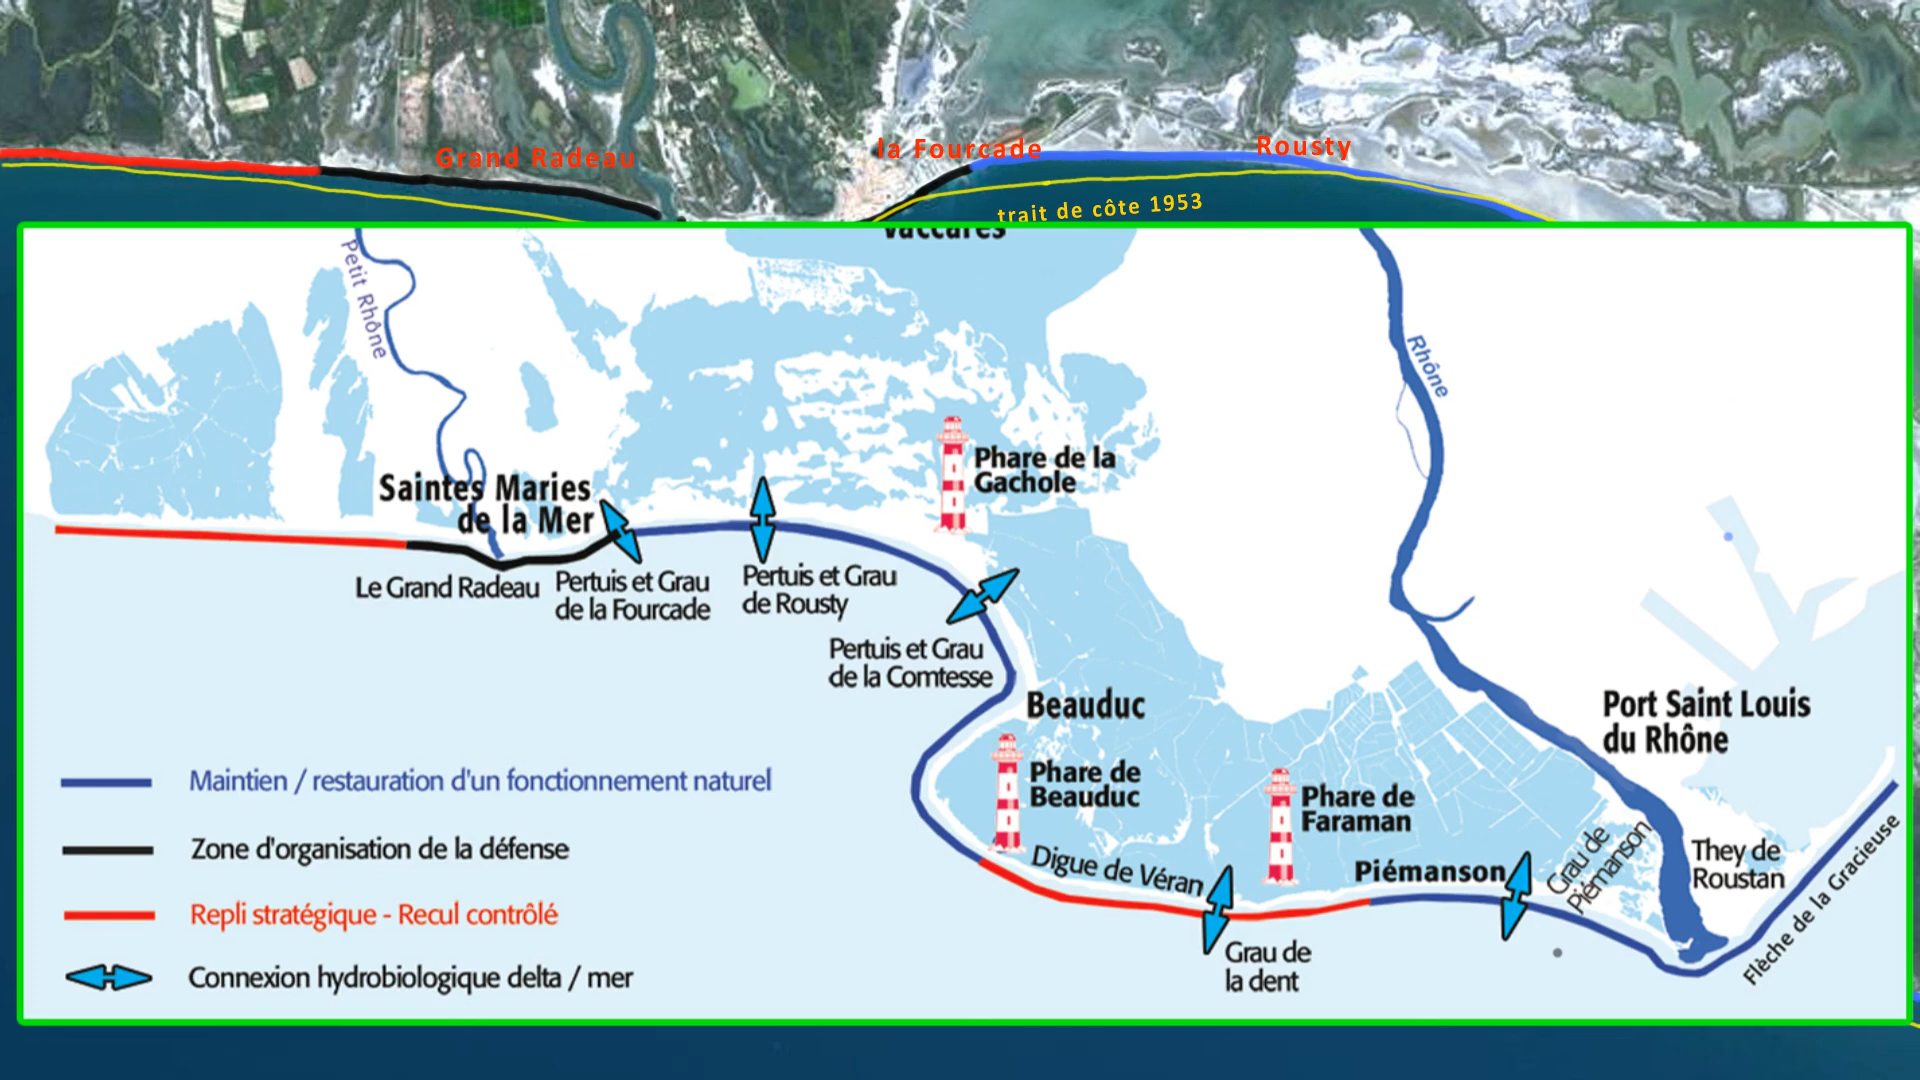 Grand Radeau
la Fourcade
Rousty
trait de côte 1953
Vaccarès
Petit Rhône
Rhône
Phare de la
Gachole
Saintes Maries
de la Mer
Le Grand Radeau
Pertuis et Grau
de la Fourcade
Pertuis et Grau
de Rousty
Pertuis et Grau
de la Comtesse
Beauduc
Phare de
Beauduc
Port Saint Louis
du Rhône
Phare de
Faraman
Digue de Véran
Piémanson
Grau de
Piémanson
They de
Roustan
Flèche de la Gracieuse
Grau de
la dent
Maintien / restauration d'un fonctionnement naturel
Zone d'organisation de la défense
Repli stratégique - Recul contrôlé
Connexion hydrobiologique delta / mer